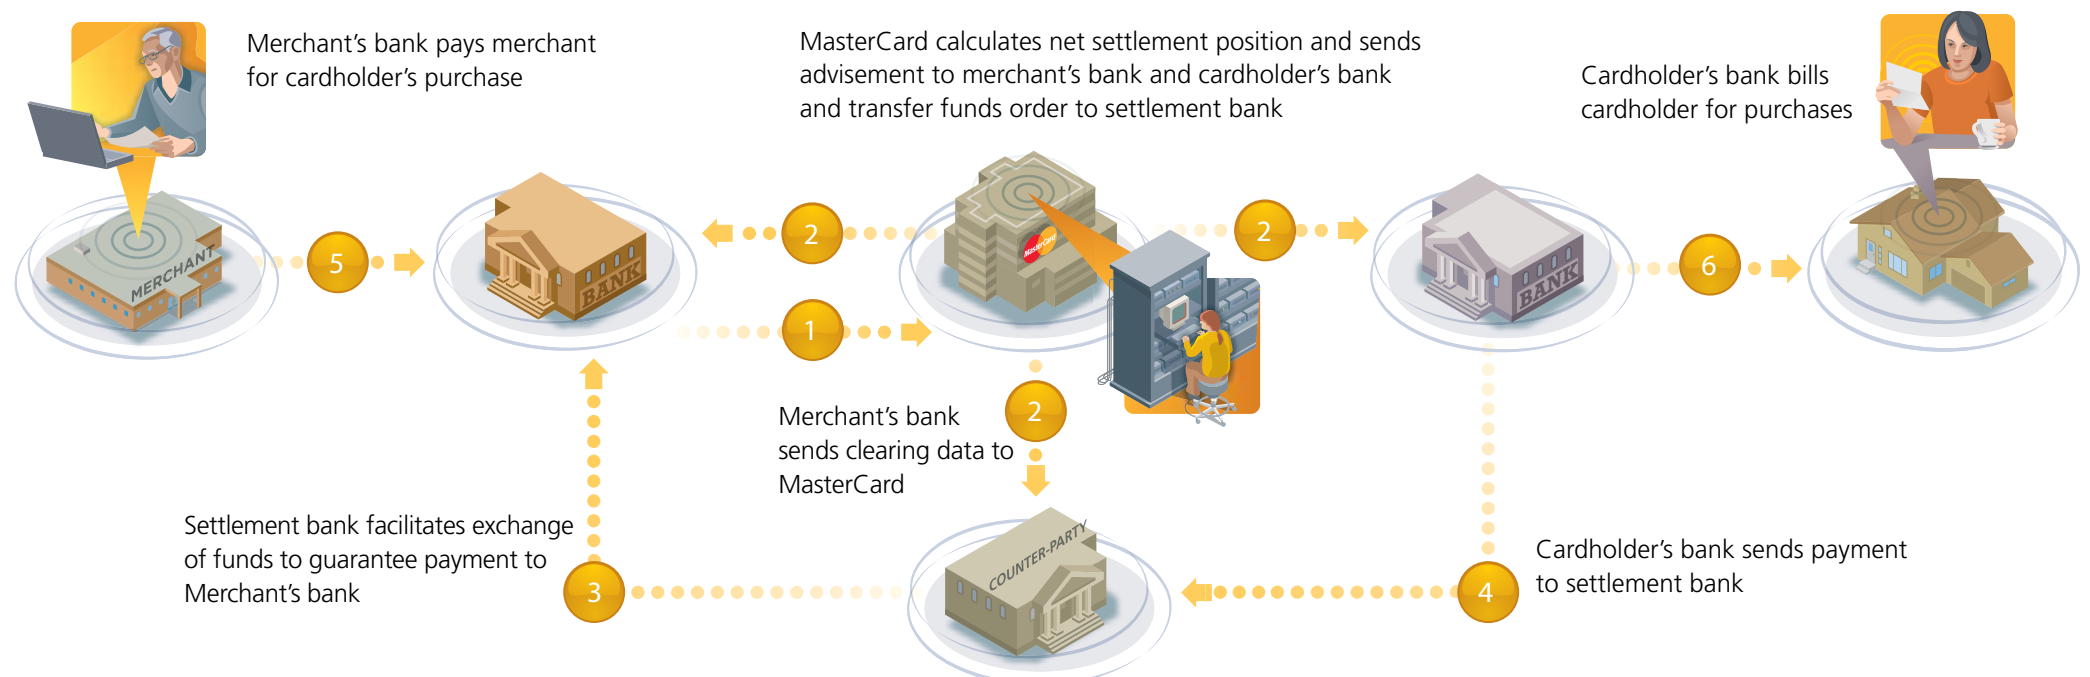 Merchant’s bank pays merchant
for cardholder’s purchase
MasterCard calculates net settlement position and sends
advisement to merchant’s bank and cardholder’s bank
and transfer funds order to settlement bank
Cardholder’s bank bills
cardholder for purchases
MERCHANT
5
BANK
2
MasterCard
2
BANK
6
1
2
Merchant’s bank
sends clearing data to
MasterCard
Settlement bank facilitates exchange
of funds to guarantee payment to
Merchant’s bank
3
COUNTER-PARTY
4
Cardholder’s bank sends payment
to settlement bank